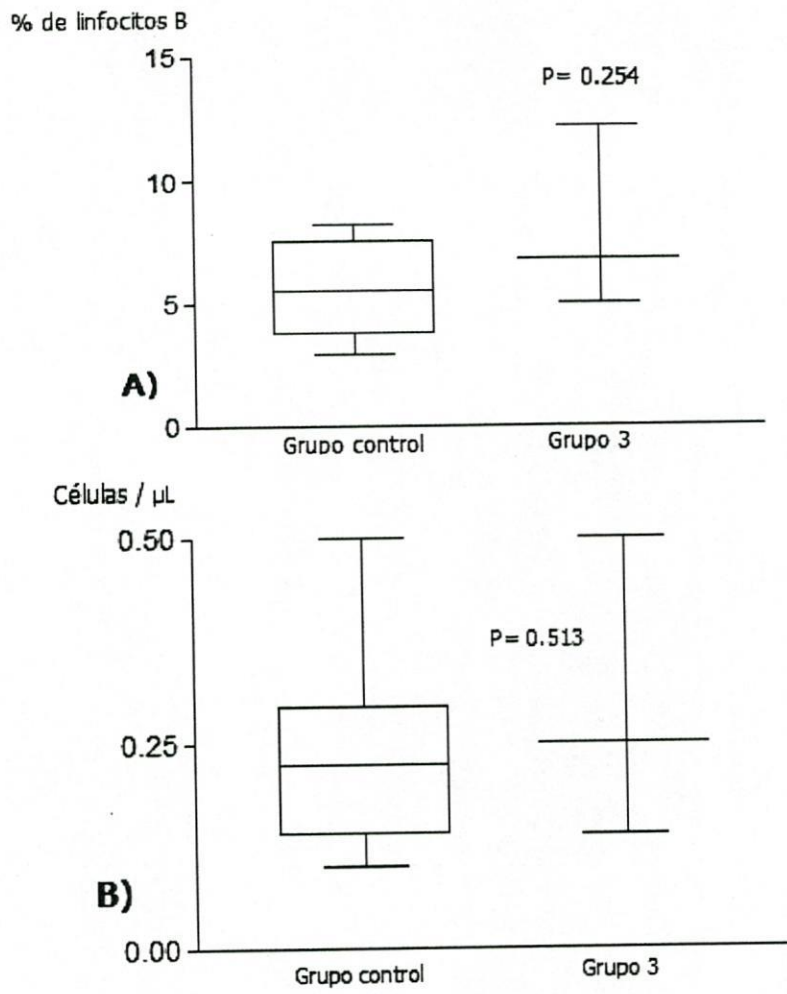 % de linfocitos B
15
P= 0.254
10
5
A)
0
Grupo control
Grupo 3
Células / µL
0.50
P= 0.513
0.25
B)
0.00
Grupo control
Grupo 3